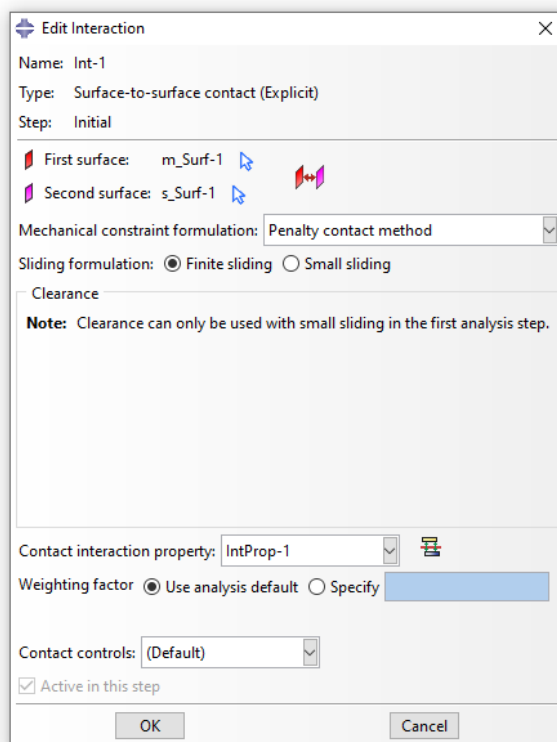 Edit Interaction
Name: Int-1
Type: Surface-to-surface contact (Explicit)
Step: Initial
First surface: m_Surf-1
Second surface: s_Surf-1
Mechanical constraint formulation: Penalty contact method
Sliding formulation: Finite sliding Small sliding
Clearance
Note: Clearance can only be used with small sliding in the first analysis step.
Contact interaction property: IntProp-1
Weighting factor Use analysis default Specify
Contact controls: (Default)
Active in this step
OK Cancel